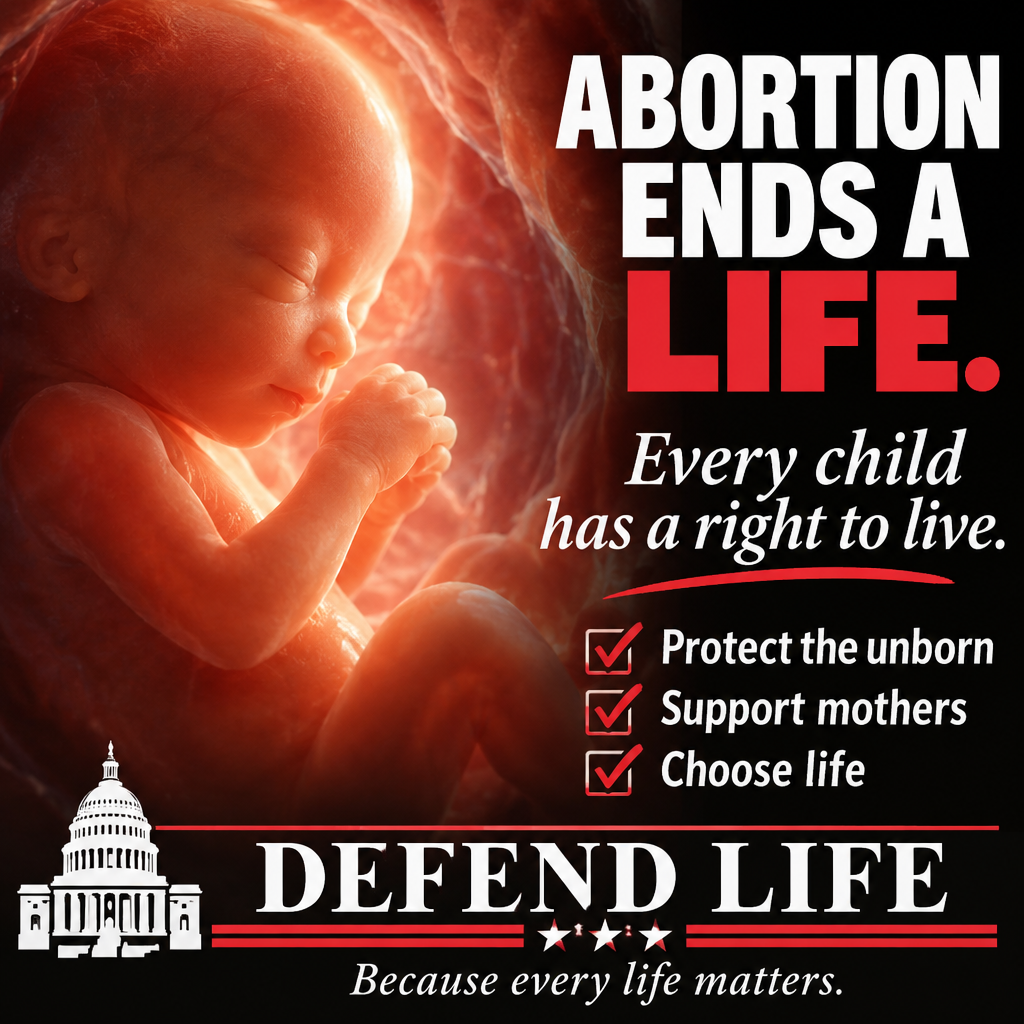 ABORTION
ENDS A
LIFE.
Every child
has a right to live.
Protect the unborn
Support mothers
Choose life
DEFEND LIFE
Because every life matters.